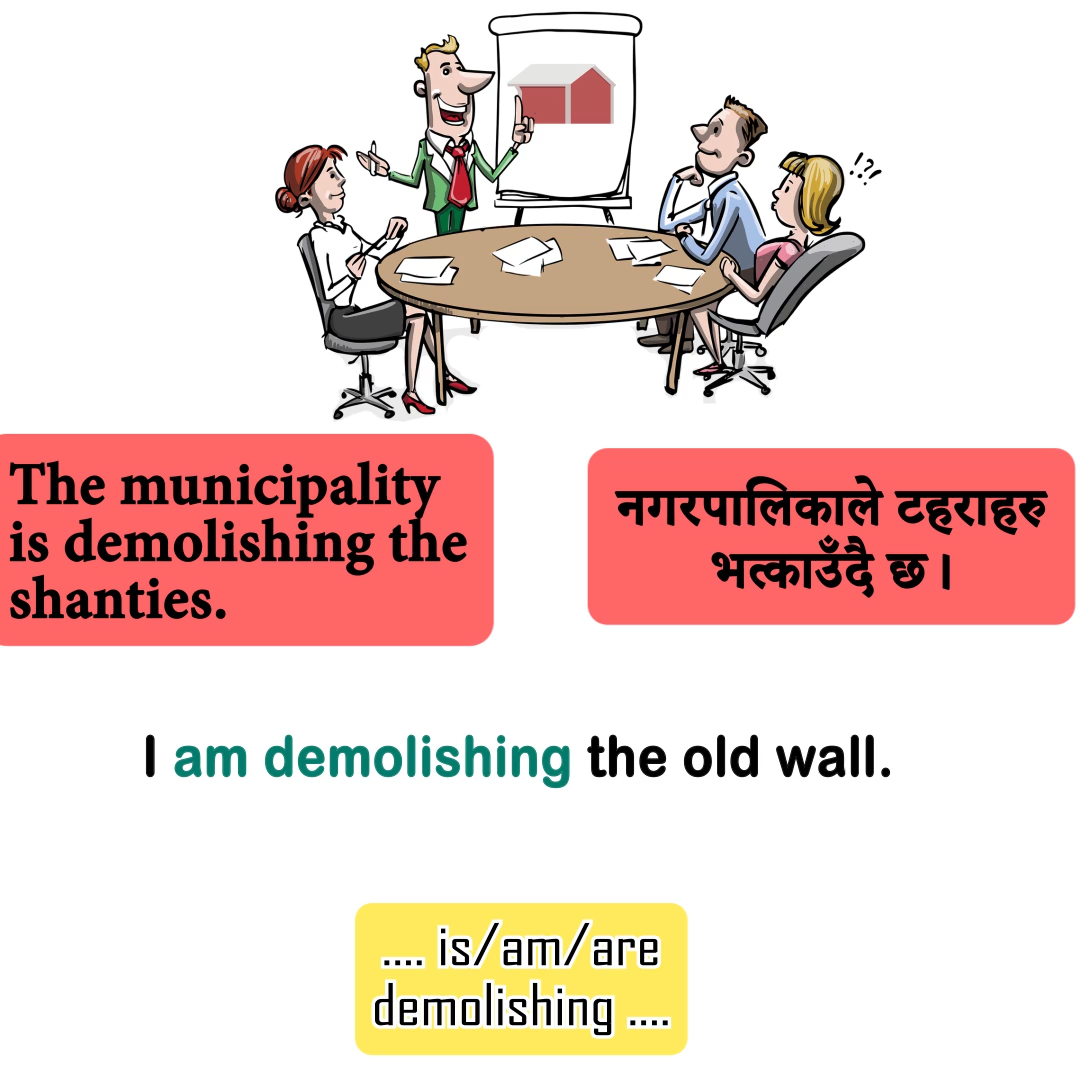 !?!
The municipality
is demolishing the
shanties.
नगरपालिकाले टहराहरु
भत्काउँदै छ।
I am demolishing the old wall.
.... is/am/are
demolishing ....